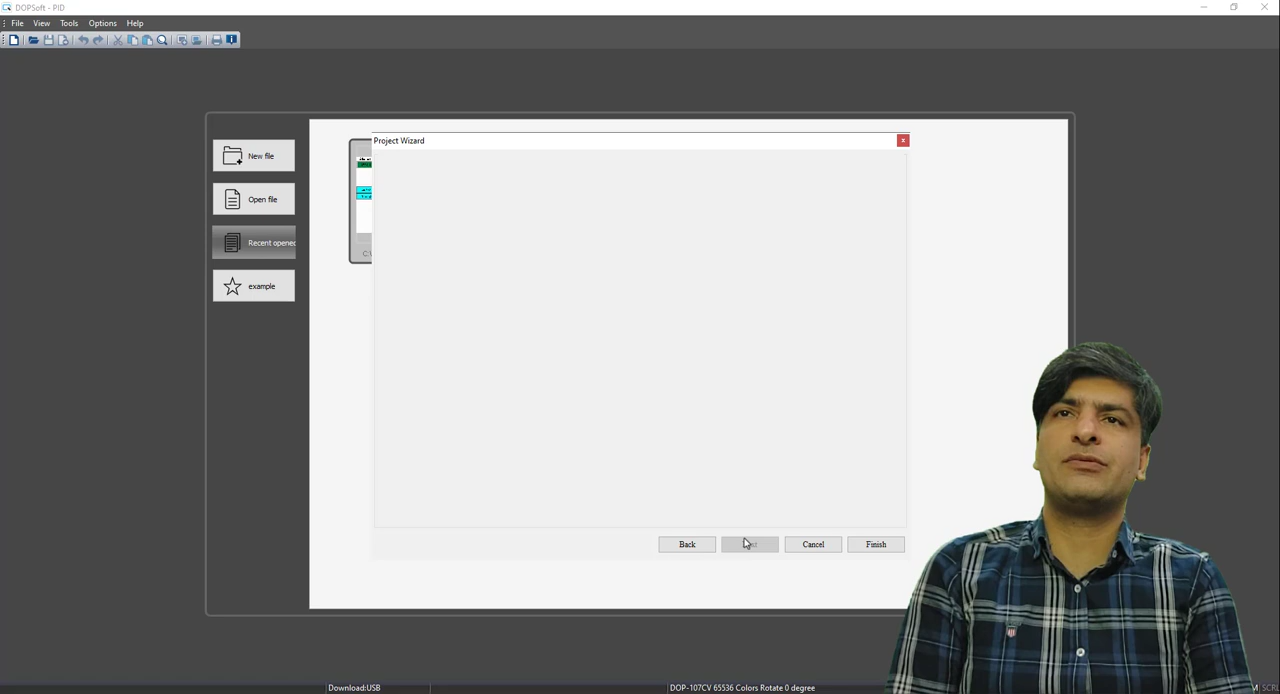 DOPSoft - PID
File View Tools Options Help
New file
Project Wizard
Open file
Recent opened
example
Back
Cancel
Finish
Download:USB
DOP-107CV 65536 Colors Rotate 0 degree